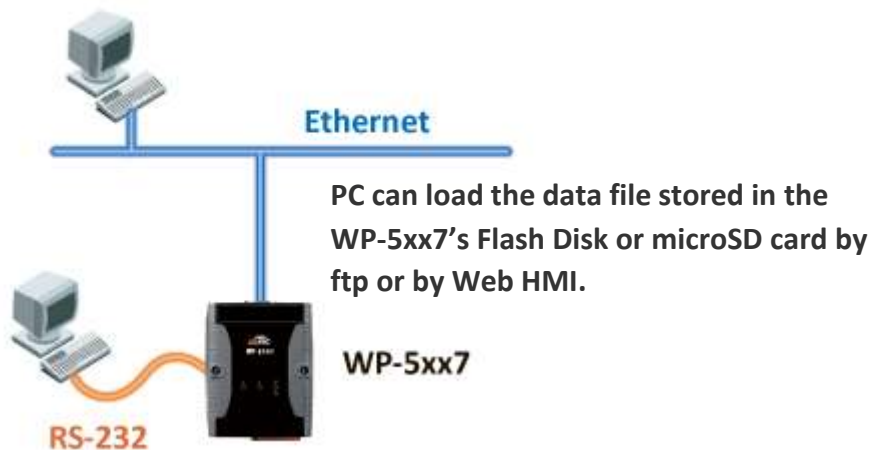 Ethernet
PC can load the data file stored in the
WP-5xx7’s Flash Disk or microSD card by
ftp or by Web HMI.
WP-5xx7
RS-232